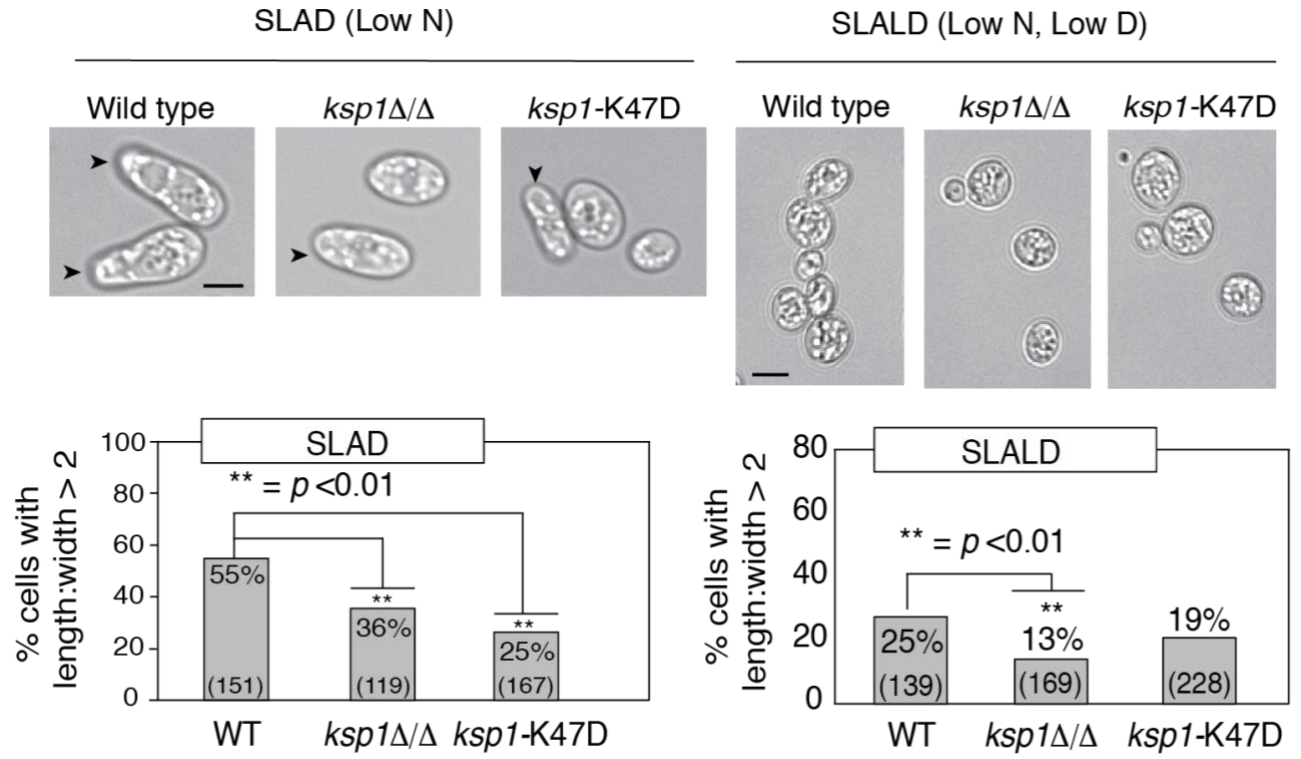 SLAD (Low N)
Wild type ksp1Δ/Δ ksp1-K47D
SLALD (Low N, Low D)
Wild type ksp1Δ/Δ ksp1-K47D
% cells with
length:width > 2
100
80
60
40
20
0
SLAD
** = p <0.01
55%
(151)
**
36%
(119)
**
25%
(167)
WT ksp1Δ/Δ ksp1-K47D
% cells with
length:width > 2
80
60
40
20
0
SLALD
** = p <0.01
25%
(139)
**
13%
(169)
19%
(228)
WT ksp1Δ/Δ ksp1-K47D